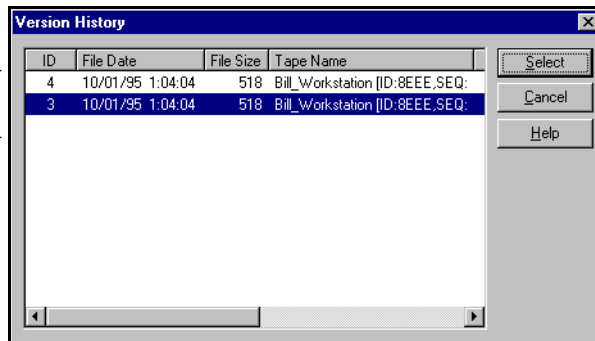 Version History
ID File Date File Size Tape Name
4 10/01/95 1:04:04 518 Bill_Workstation [ID:8EEE,SEQ:
3 10/01/95 1:04:04 518 Bill_Workstation [ID:8EEE,SEQ:
Select
Cancel
Help